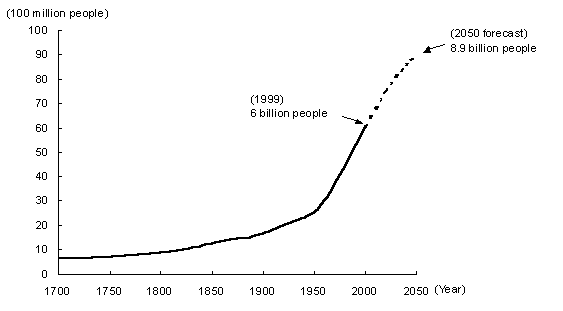 (100 million people)
100
90
80
70
60
50
40
30
20
10
0
(2050 forecast)
8.9 billion people
(1999)
6 billion people
1700 1750 1800 1850 1900 1950 2000 2050 (Year)